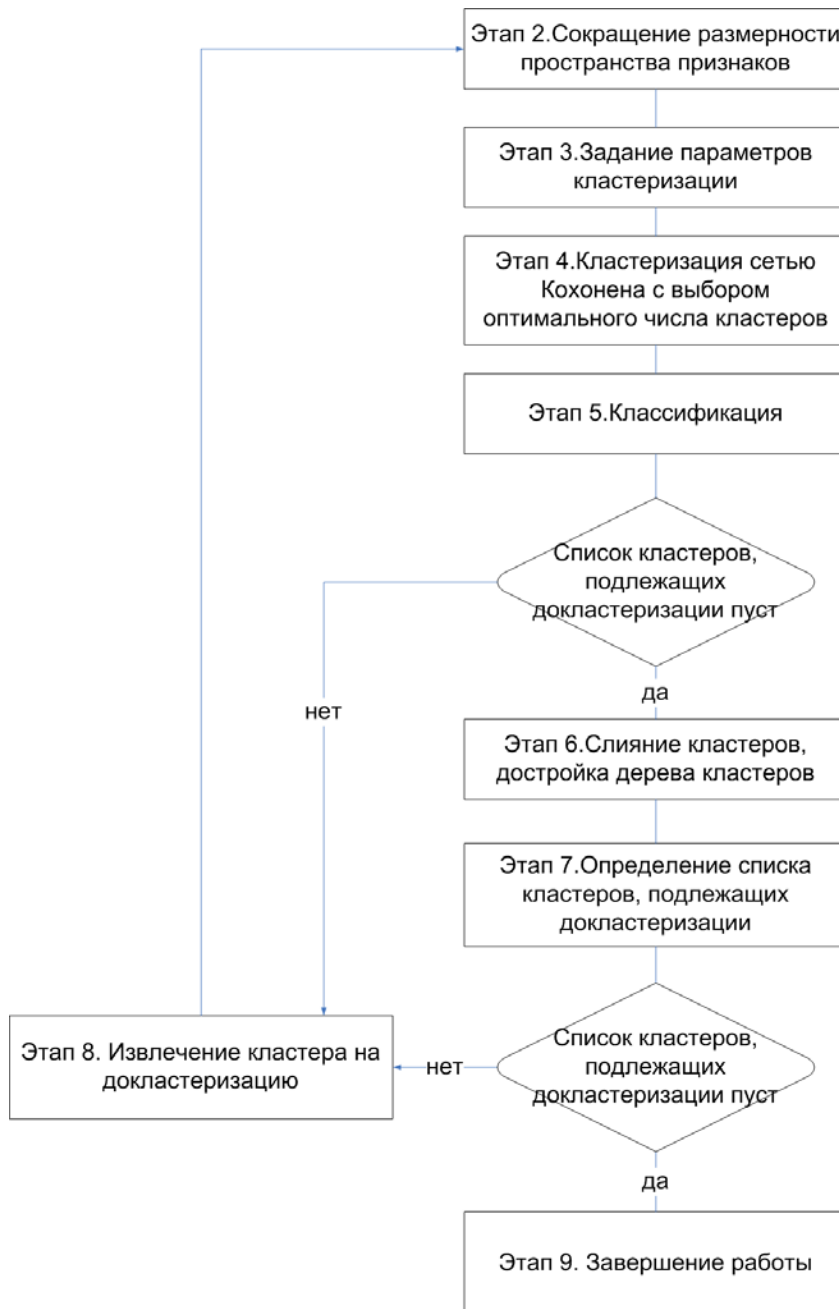 Этап 2.Сокращение размерности
пространства признаков
Этап 3.Задание параметров
кластеризации
Этап 4.Кластеризация сетью
Кохонена с выбором
оптимального числа кластеров
Этап 5.Классификация
Список кластеров,
подлежащих
докластеризации пуст
нет
да
Этап 6.Слияние кластеров,
достройка дерева кластеров
Этап 7.Определение списка
кластеров, подлежащих
докластеризации
Этап 8. Извлечение кластера на
докластеризацию
нет
Список кластеров,
подлежащих
докластеризации пуст
да
Этап 9. Завершение работы